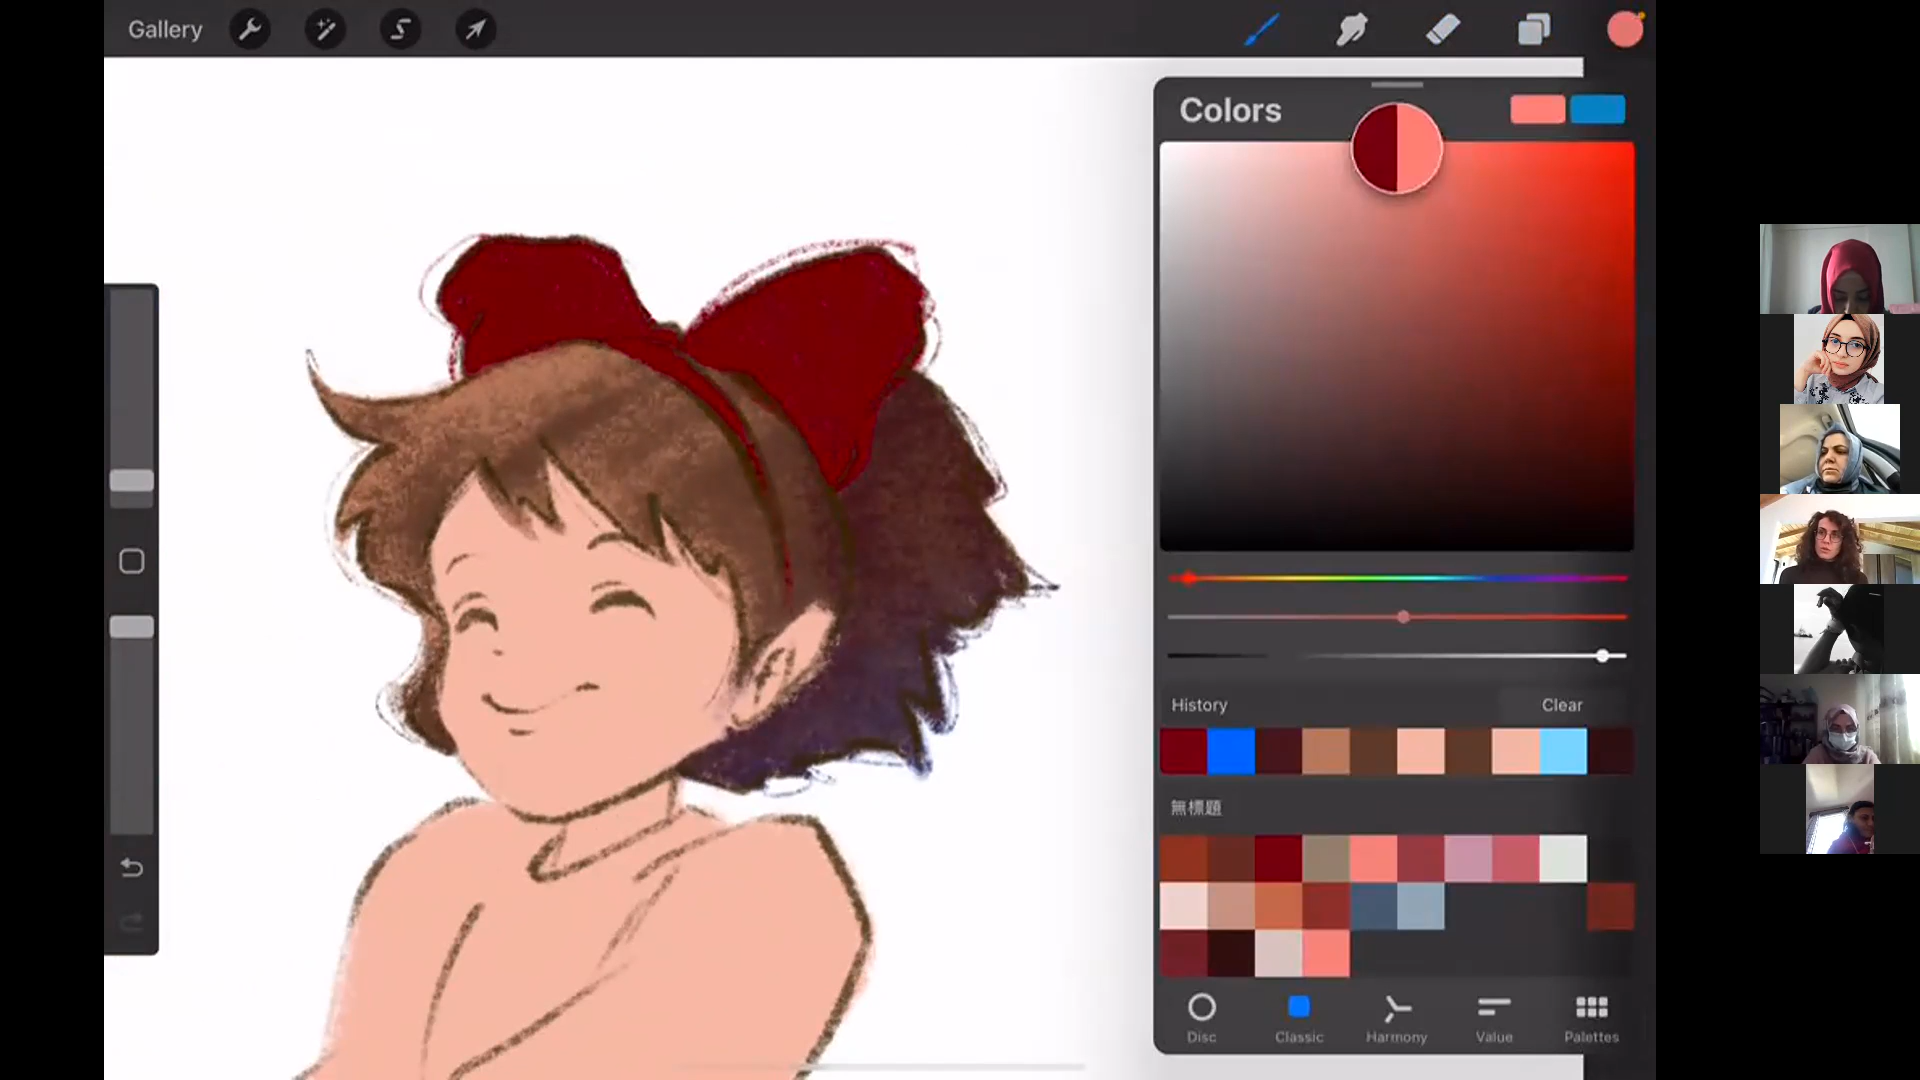 Gallery
Colors
History Clear
無標題
Disc Classic Harmony Value Palettes